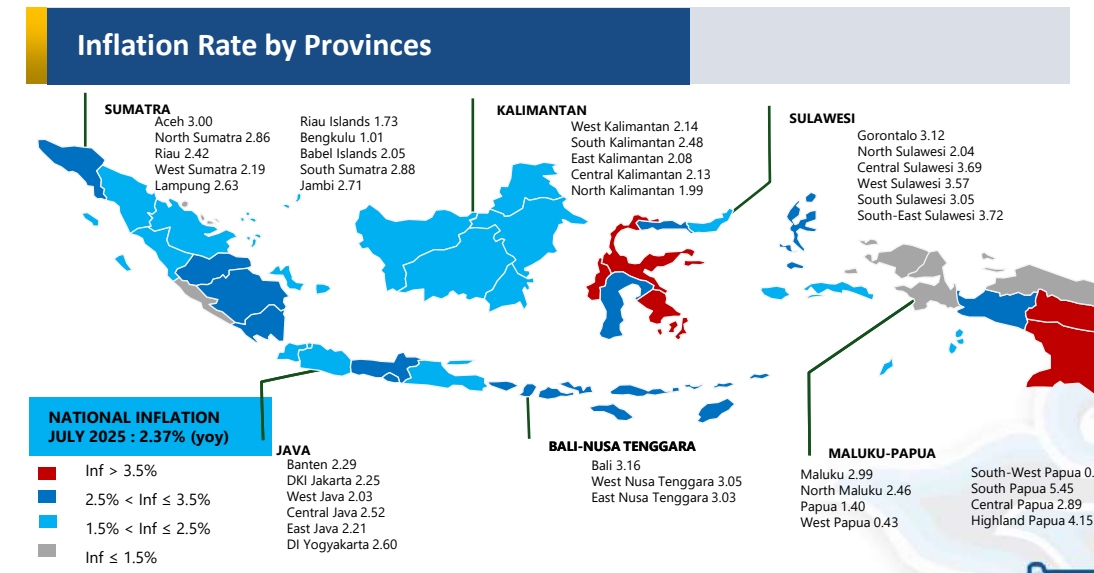 Inflation Rate by Provinces
SUMATRA
Aceh 3.00
North Sumatra 2.86
Riau 2.42
West Sumatra 2.19
Lampung 2.63
Riau Islands 1.73
Bengkulu 1.01
Babel Islands 2.05
South Sumatra 2.88
Jambi 2.71
KALIMANTAN
West Kalimantan 2.14
South Kalimantan 2.48
East Kalimantan 2.08
Central Kalimantan 2.13
North Kalimantan 1.99
SULAWESI
Gorontalo 3.12
North Sulawesi 2.04
Central Sulawesi 3.69
West Sulawesi 3.57
South Sulawesi 3.05
South-East Sulawesi 3.72
NATIONAL INFLATION
JULY 2025 : 2.37% (yoy)
Inf > 3.5%
2.5% < Inf ≤ 3.5%
1.5% < Inf ≤ 2.5%
Inf ≤ 1.5%
JAVA
Banten 2.29
DKI Jakarta 2.25
West Java 2.03
Central Java 2.52
East Java 2.21
DI Yogyakarta 2.60
BALI-NUSA TENGGARA
Bali 3.16
West Nusa Tenggara 3.05
East Nusa Tenggara 3.03
MALUKU-PAPUA
Maluku 2.99
North Maluku 2.46
Papua 1.40
West Papua 0.43
South-West Papua 0.
South Papua 5.45
Central Papua 2.89
Highland Papua 4.15